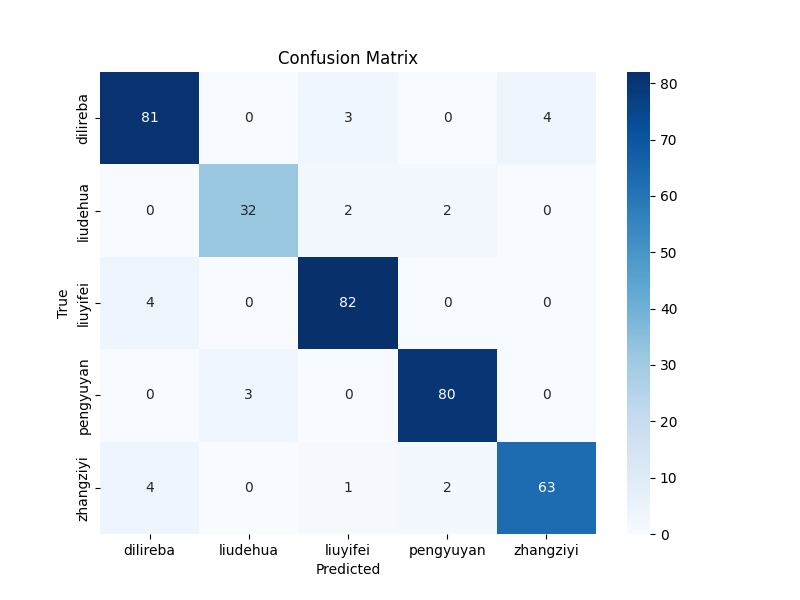 Confusion Matrix
dilireba 81 0 3 0 4
liudehua 0 32 2 2 0
liuyifei 4 0 82 0 0
pengyuyan 0 3 0 80 0
zhangziyi 4 0 1 2 63
True
dilireba liudehua liuyifei pengyuyan zhangziyi
Predicted
80
70
60
50
40
30
20
10
0